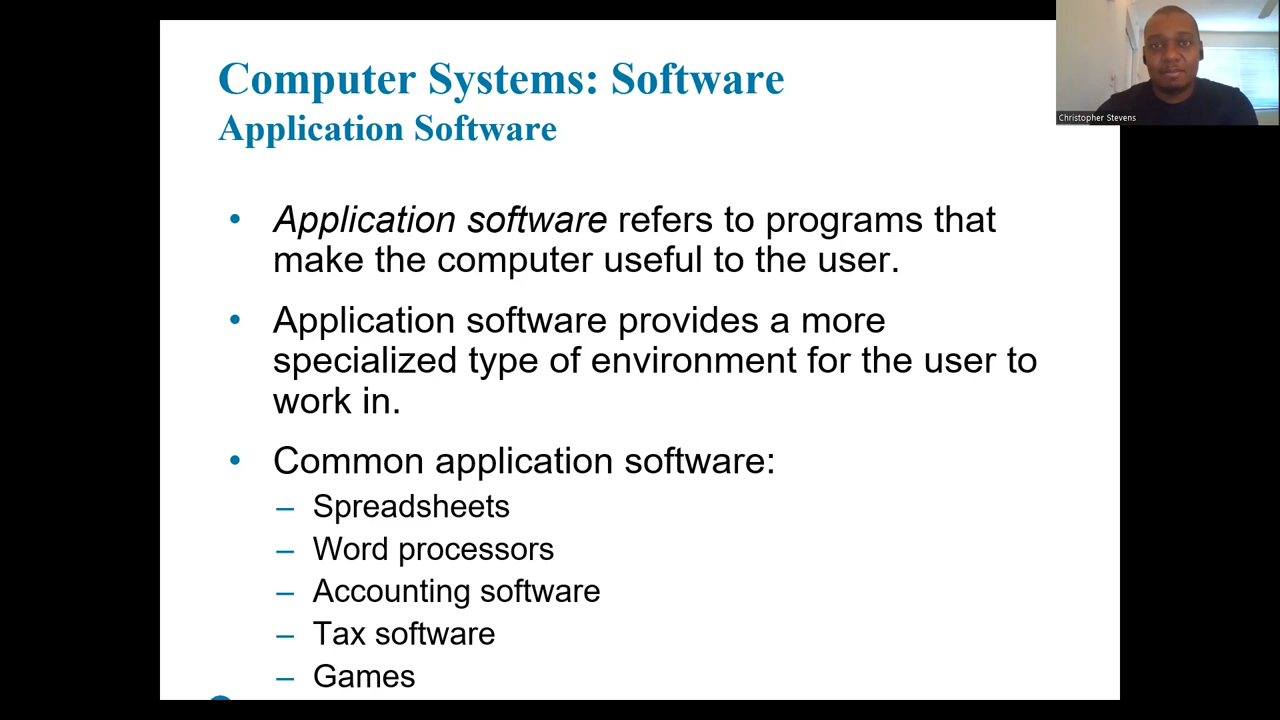 Computer Systems: Software
Application Software
• Application software refers to programs that
make the computer useful to the user.
• Application software provides a more
specialized type of environment for the user to
work in.
• Common application software:
– Spreadsheets
– Word processors
– Accounting software
– Tax software
– Games
Christopher Stevens